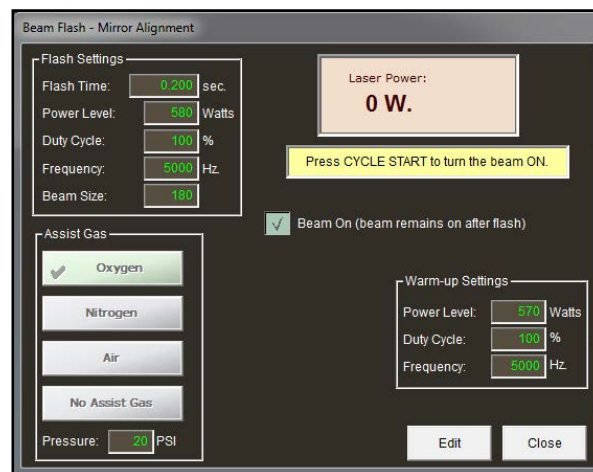 Beam Flash - Mirror Alignment
Flash Settings
Flash Time: 0.200 sec.
Power Level: 580 Watts
Duty Cycle: 100 %
Frequency: 5000 Hz.
Beam Size: 180
Laser Power:
0 W.
Press CYCLE START to turn the beam ON.
Beam On (beam remains on after flash)
Assist Gas
Oxygen
Nitrogen
Air
No Assist Gas
Pressure: 20 PSI
Warm-up Settings
Power Level: 570 Watts
Duty Cycle: 100 %
Frequency: 5000 Hz.
Edit
Close